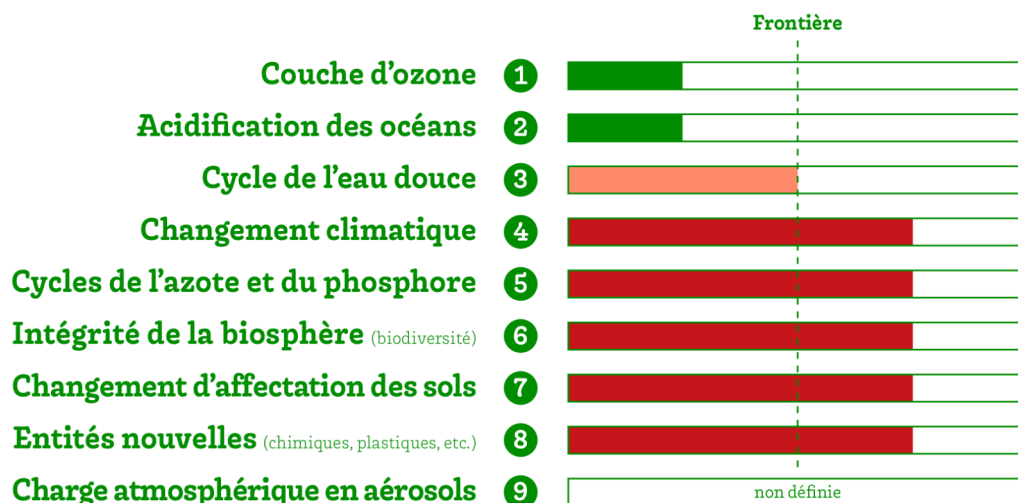 Frontière
Couche d'ozone 1
Acidification des océans 2
Cycle de l'eau douce 3
Changement climatique 4
Cycles de l'azote et du phosphore 5
Intégrité de la biosphère (biodiversité) 6
Changement d'affectation des sols 7
Entités nouvelles (chimiques, plastiques, etc.) 8
Charge atmosphérique en aérosols 9 non définie